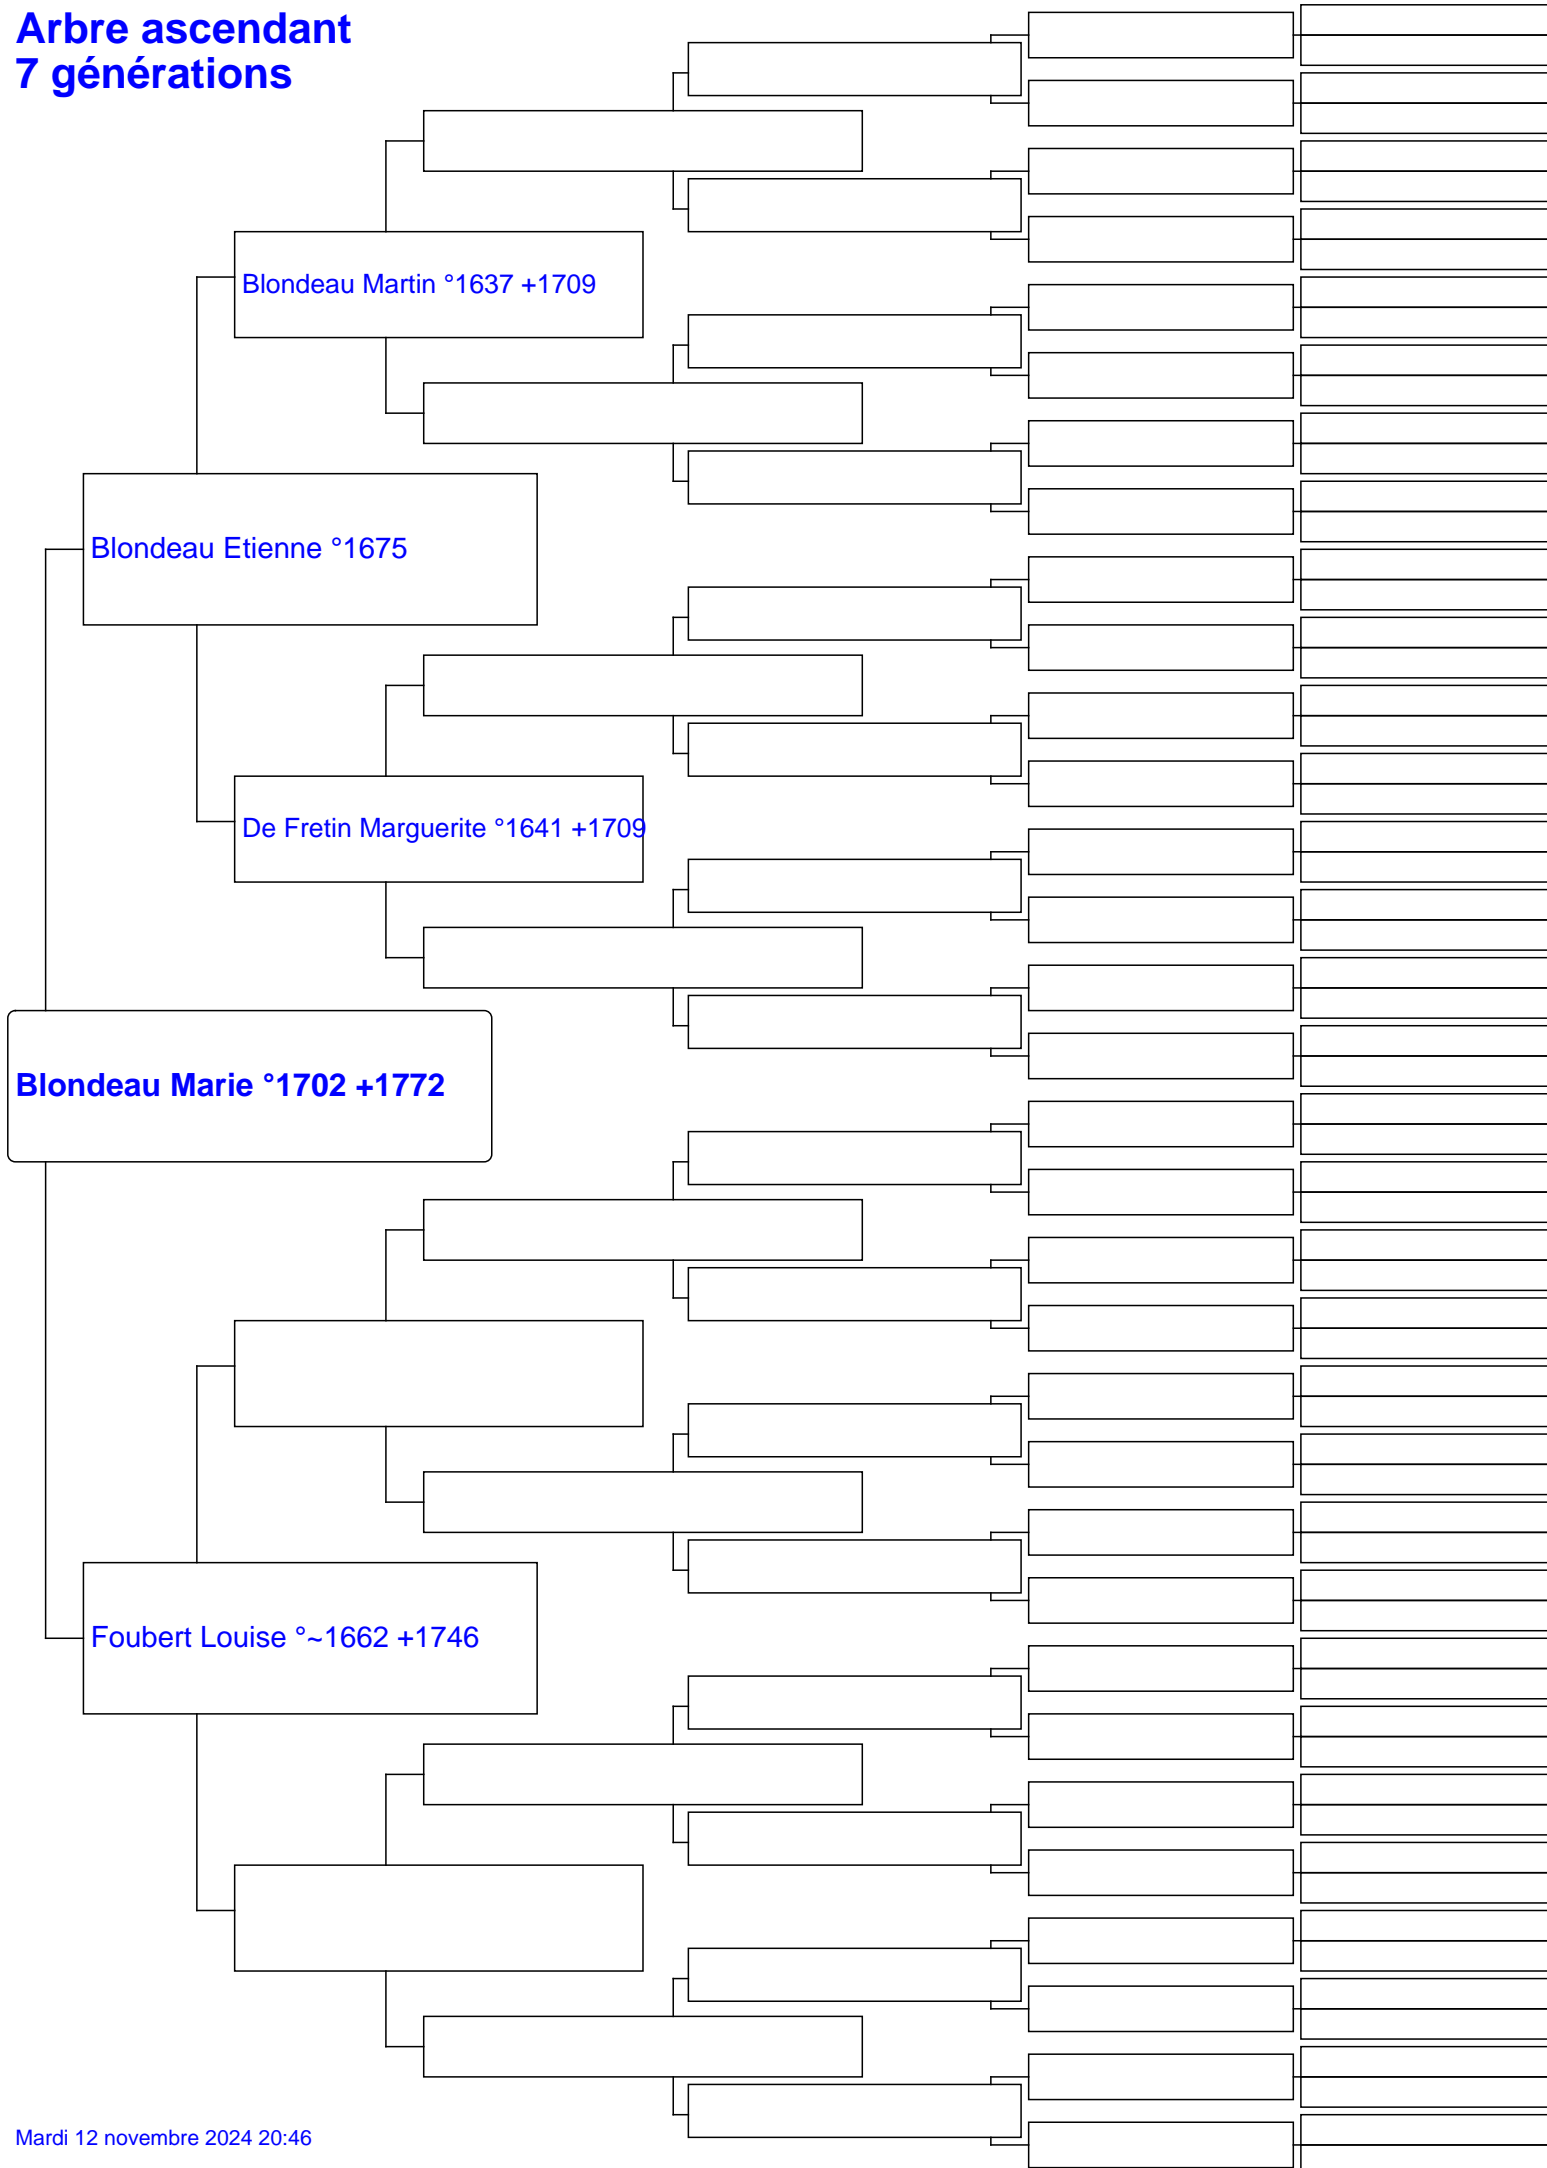 Arbre ascendant
7 générations
Blondeau Martin °1637 +1709
Blondeau Etienne °1675
De Fretin Marguerite °1641 +1709
Blondeau Marie °1702 +1772
Foubert Louise °~1662 +1746
Mardi 12 novembre 2024 20:46